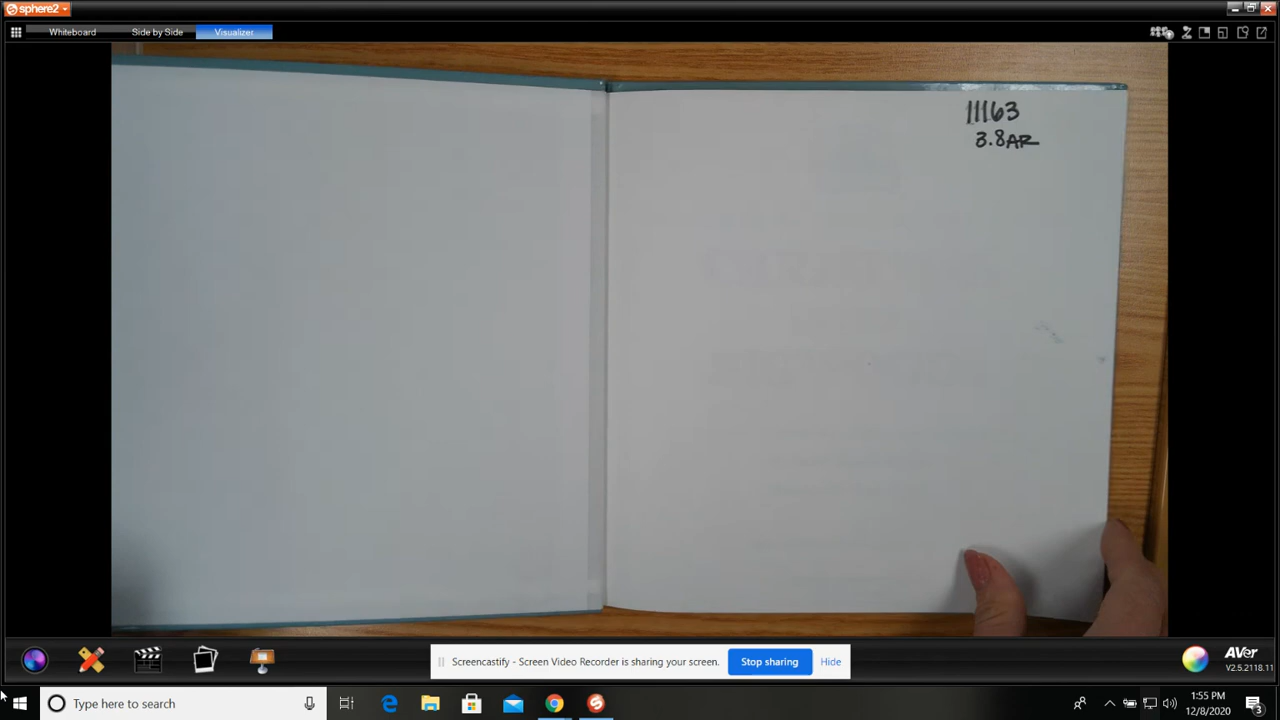 sphere2
Whiteboard
Side by Side
Visualizer
11163
3.8AR
Screencastify - Screen Video Recorder is sharing your screen.
Stop sharing
Hide
AVer
V2.5.2118.11
Type here to search
1:55 PM
12/8/2020
3